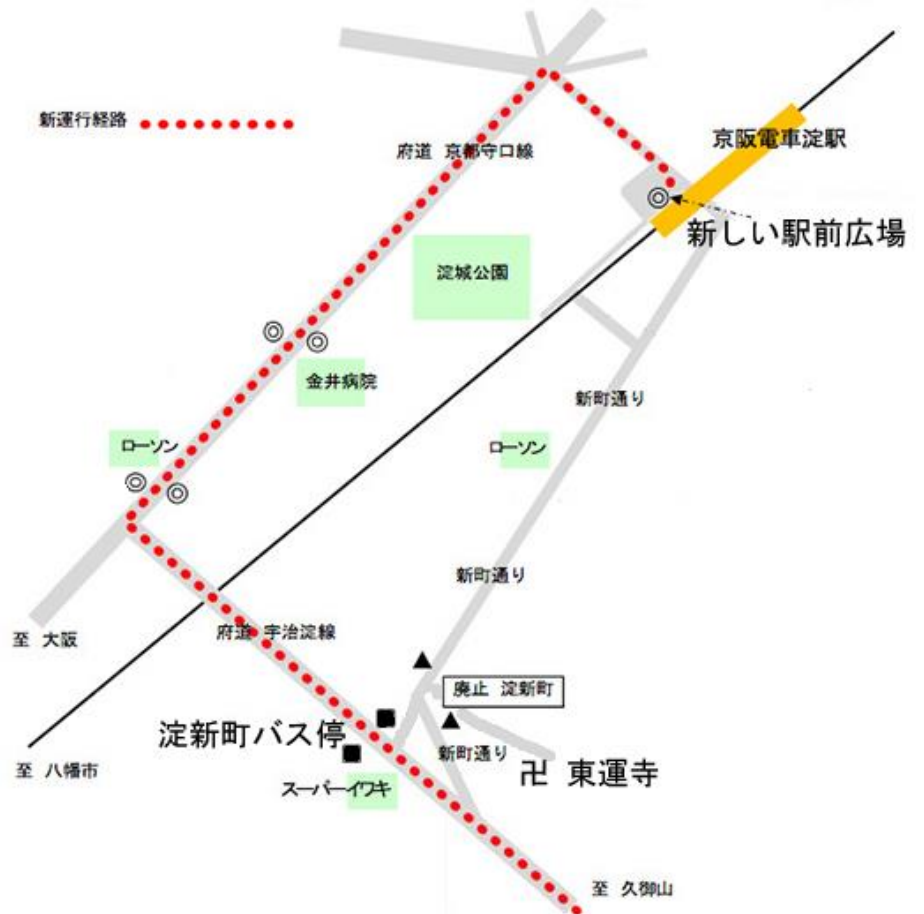 新運行経路
京阪電車淀駅
府道 京都守口線
新しい駅前広場
淀城公園
金井病院
新町通り
ローソン
ローソン
新町通り
府道 宇治淀線
至 大阪
廃止 淀新町
淀新町バス停
新町通り
至 八幡市
卍 東運寺
スーパーイワキ
至 久御山